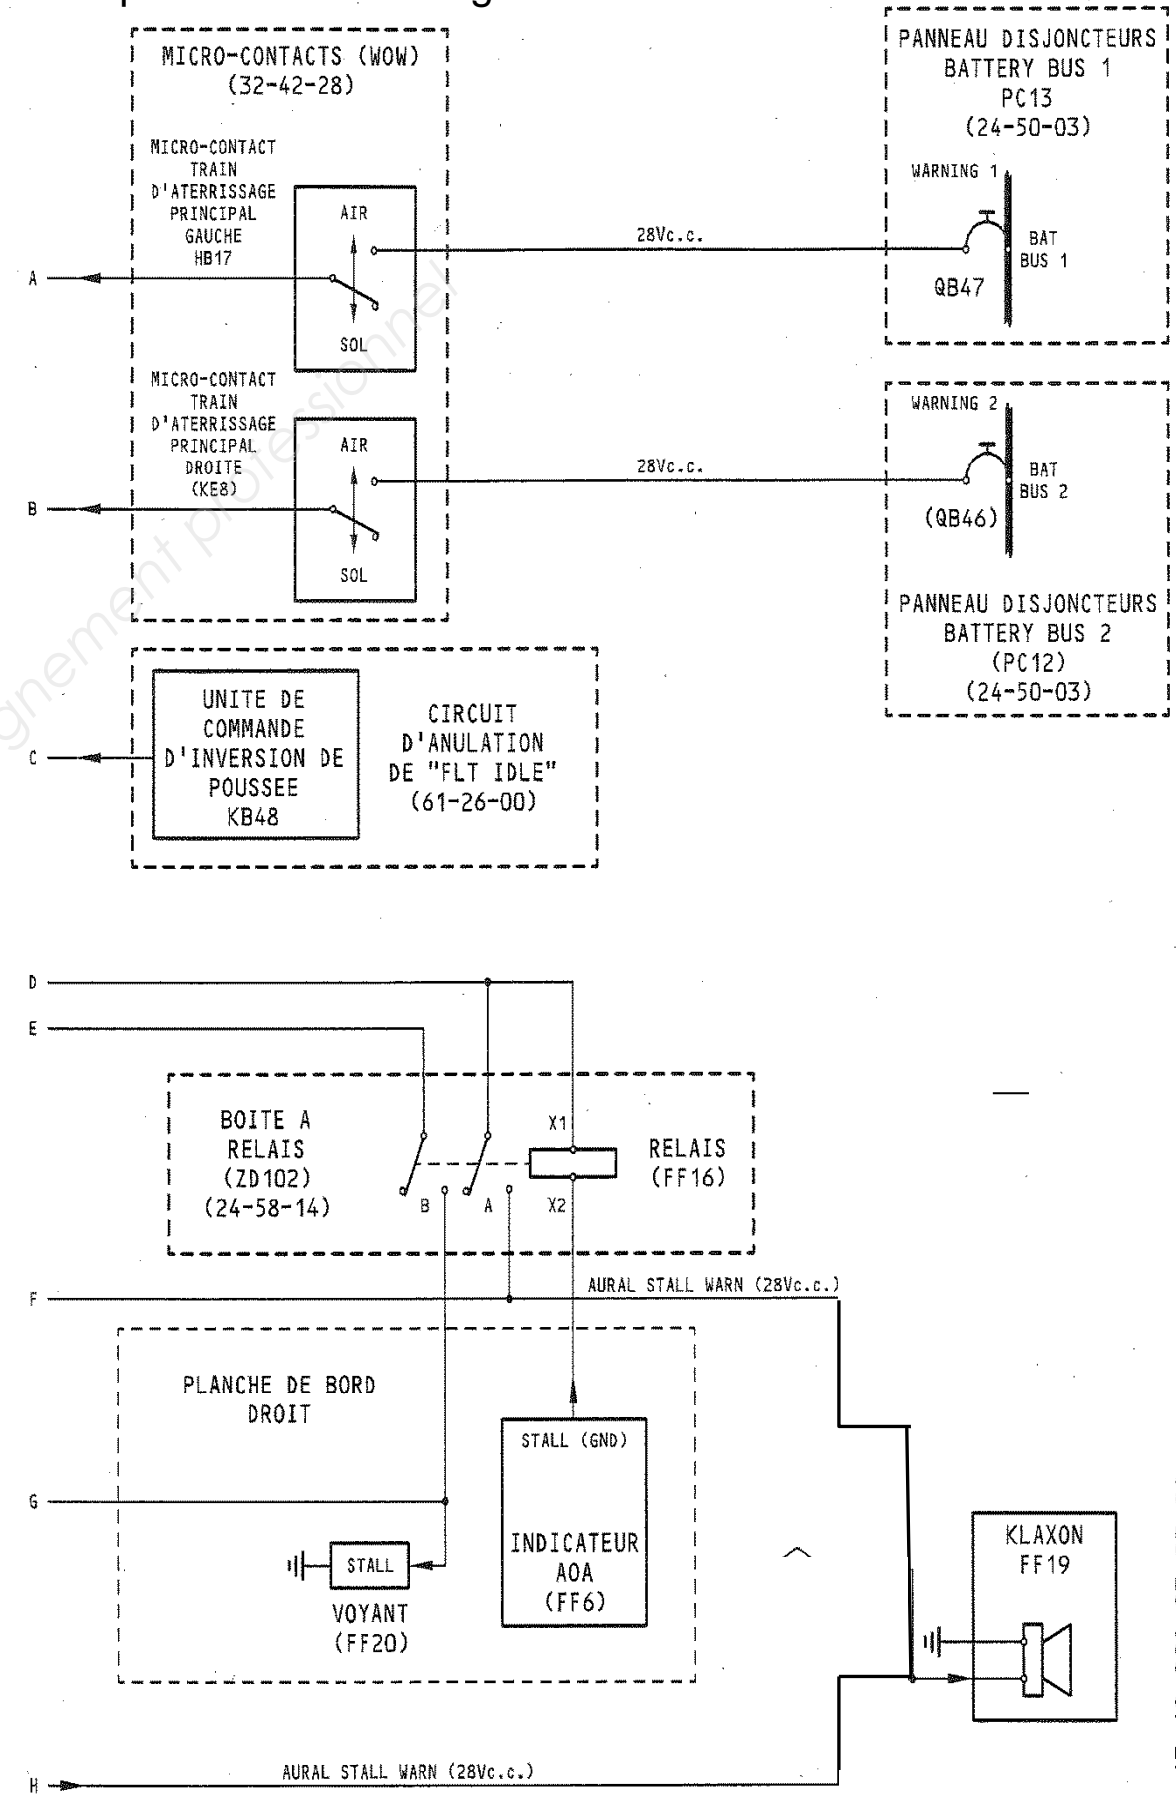 MICRO-CONTACTS (WOW)
(32-42-28)
MICRO-CONTACT
TRAIN
D'ATERRISSAGE
PRINCIPAL
GAUCHE
HB17
AIR
SOL
A
28Vc.c.
PANNEAU DISJONCTEURS
BATTERY BUS 1
PC13
(24-50-03)
WARNING 1
BAT
BUS 1
QB47
MICRO-CONTACT
TRAIN
D'ATERRISSAGE
PRINCIPAL
DROITE
(KE8)
AIR
SOL
B
28Vc.c.
WARNING 2
BAT
BUS 2
(QB46)
PANNEAU DISJONCTEURS
BATTERY BUS 2
(PC12)
(24-50-03)
gnement professionnel
C
UNITE DE
COMMANDE
D'INVERSION DE
POUSSEE
KB48
CIRCUIT
D'ANULATION
DE "FLT IDLE"
(61-26-00)
D
E
BOITE A
RELAIS
(ZD102)
(24-58-14)
B
A
X1
X2
RELAIS
(FF16)
F
AURAL STALL WARN (28Vc.c.)
PLANCHE DE BORD
DROIT
STALL (GND)
INDICATEUR
AOA
(FF6)
G
STALL
VOYANT
(FF20)
KLAXON
FF19
H
AURAL STALL WARN (28Vc.c.)